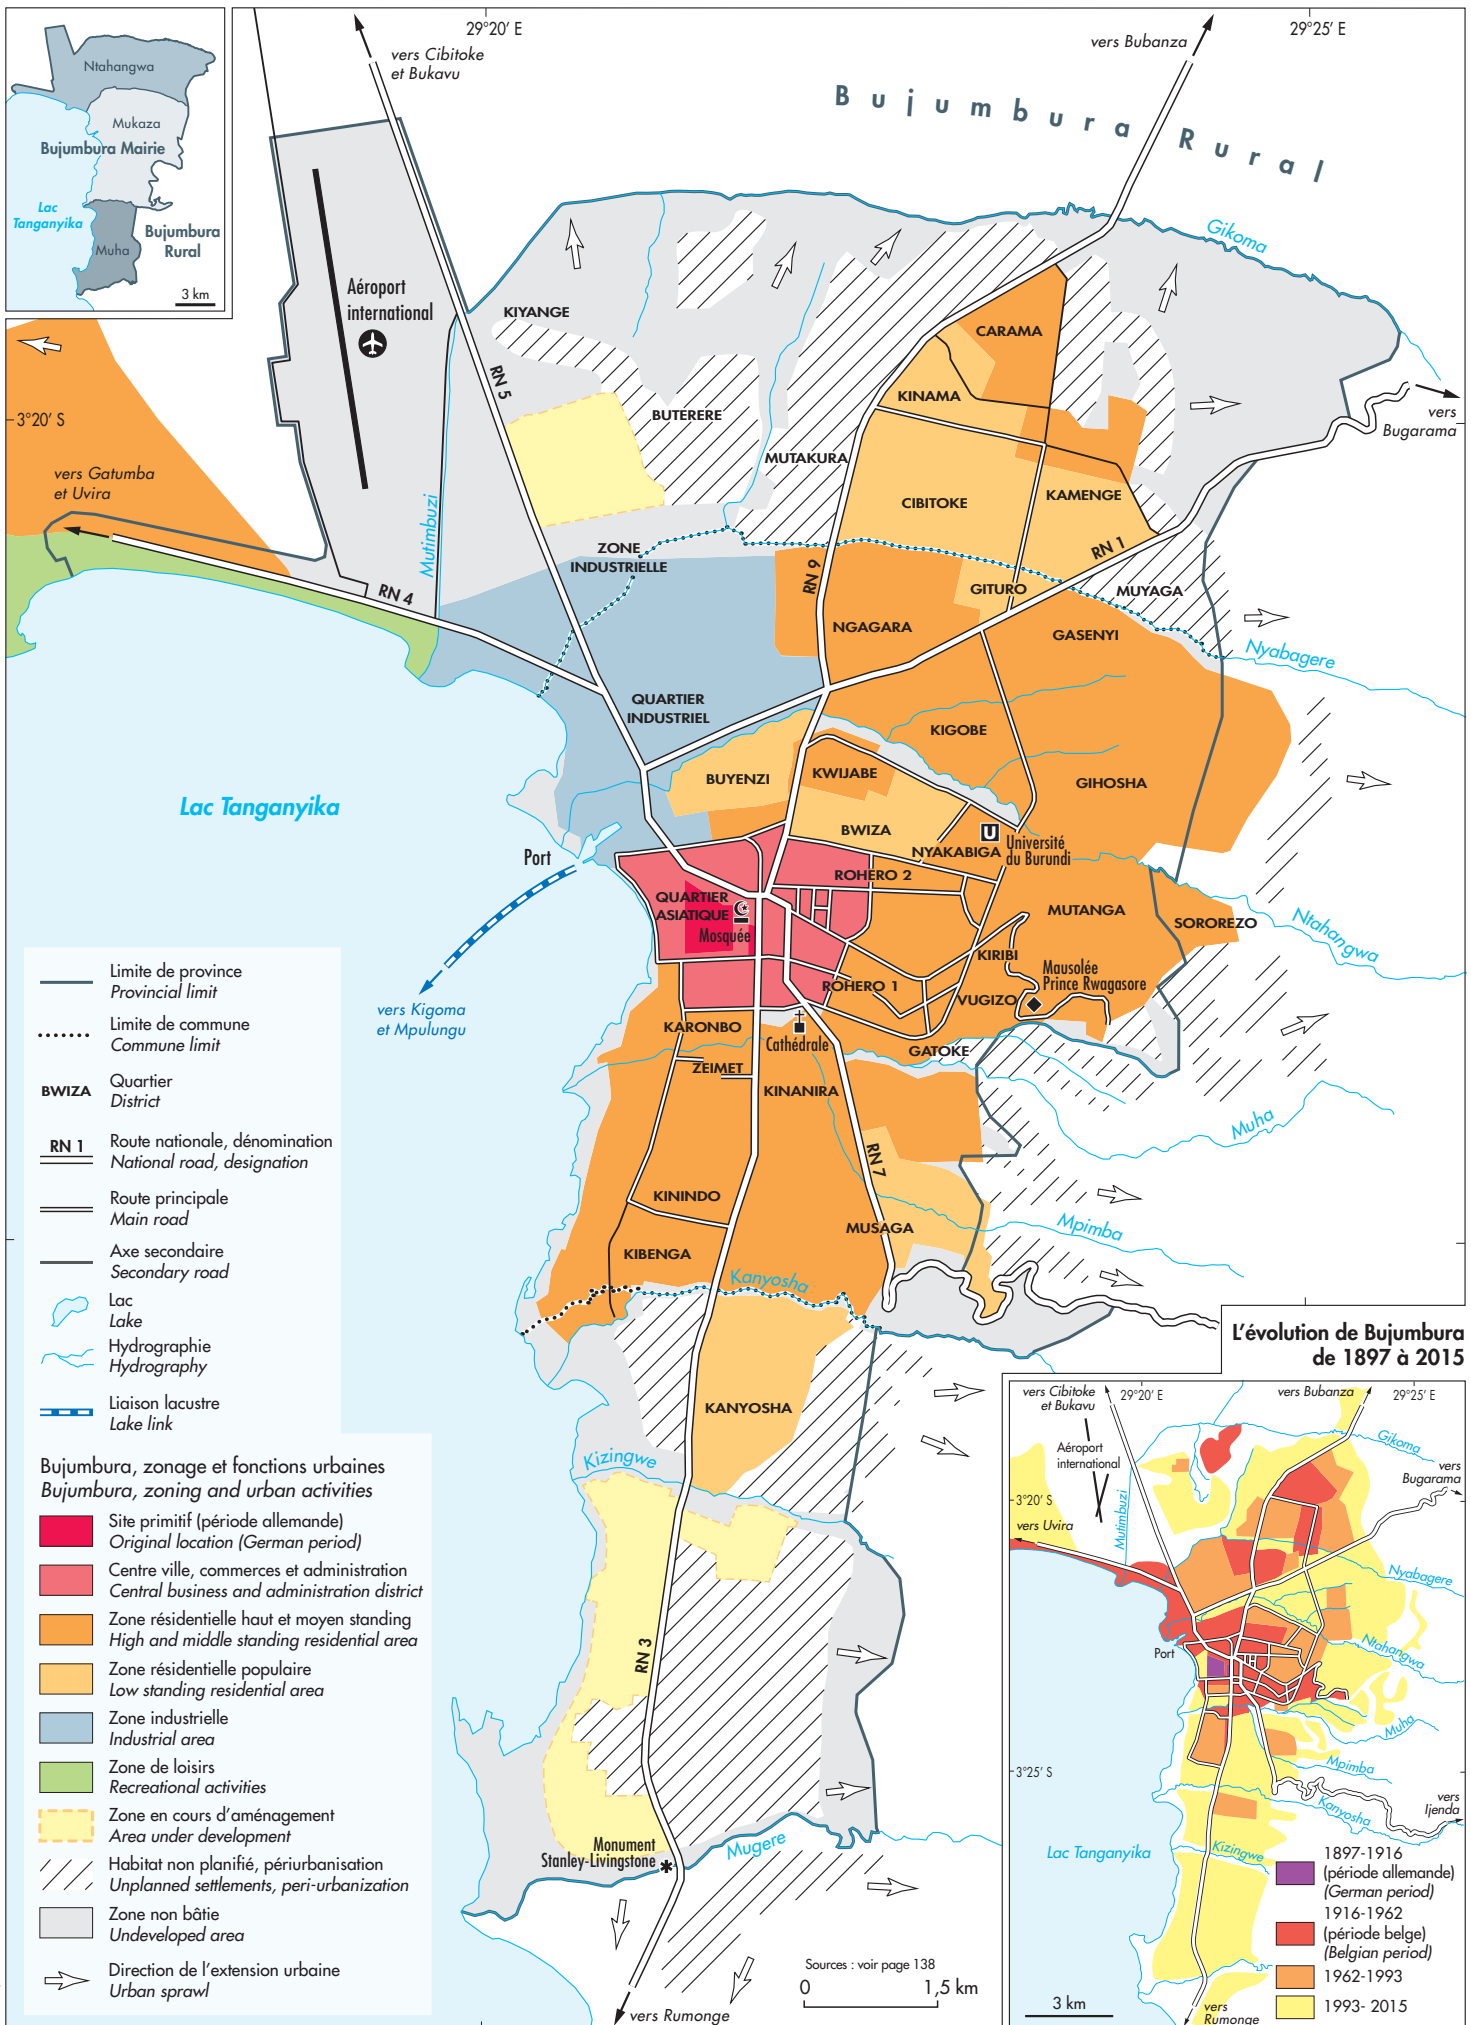 Ntahangwa
Mukaza
Bujumbura Mairie
Lac
Tanganyika
Muha
Bujumbura
Rural
3 km
29°20' E
29°25' E
vers Cibitoke
et Bukavu
vers Bubanza
Bujumbura Rural
Gikoma
Aéroport
international
KIYANGE
RN 5
CARAMA
KINAMA
BUTERERE
3°20' S
vers
Bugarama
MUTAKURA
vers Gatumba
et Uvira
CIBITOKE
KAMENGE
Mutimbuzi
ZONE
INDUSTRIELLE
RN 1
RN 9
RN 4
GITURO
MUYAGA
NGAGARA
GASENYI
Nyabagere
QUARTIER
INDUSTRIEL
KIGOBE
BUYENZI
KWIJABE
GIHOSHA
Lac Tanganyika
BWIZA
NYAKABIGA
Université
du Burundi
Port
ROHERO 2
QUARTIER
ASIATIQUE
Mosquée
MUTANGA
SOROREZO
Ntahangwa
KIRIBI
Mausolée
Prince Rwagasore
ROHERO 1
VUGIZO
vers Kigoma
et Mpulungu
KARONBO
Cathédrale
GATOKE
ZEIMET
KINANIRA
Muha
RN 7
KININDO
MUSAGA
Mpimba
KIBENGA
Kanyosha
KANYOSHA
Kizingwe
RN 3
Monument
Stanley-Livingstone
Mugere
vers Rumonge
Sources : voir page 138
0 1,5 km
Limite de province
Provincial limit
Limite de commune
Commune limit
BWIZA
Quartier
District
RN 1
Route nationale, dénomination
National road, designation
Route principale
Main road
Axe secondaire
Secondary road
Lac
Lake
Hydrographie
Hydrography
Liaison lacustre
Lake link
Bujumbura, zonage et fonctions urbaines
Bujumbura, zoning and urban activities
Site primitif (période allemande)
Original location (German period)
Centre ville, commerces et administration
Central business and administration district
Zone résidentielle haut et moyen standing
High and middle standing residential area
Zone résidentielle populaire
Low standing residential area
Zone industrielle
Industrial area
Zone de loisirs
Recreational activities
Zone en cours d'aménagement
Area under development
Habitat non planifié, périurbanisation
Unplanned settlements, peri-urbanization
Zone non bâtie
Undeveloped area
Direction de l'extension urbaine
Urban sprawl
L'évolution de Bujumbura
de 1897 à 2015
vers Cibitoke
et Bukavu
29°20' E
vers Bubanza
29°25' E
Gikoma
Aéroport
international
vers
Bugarama
3°20' S
vers Uvira
Mutimbuzi
Nyabagere
Port
Ntahangwa
Muha
3°25' S
Mpimba
Kanyosha
vers
Ijenda
Lac Tanganyika
Kizingwe
1897-1916
(période allemande)
(German period)
1916-1962
(période belge)
(Belgian period)
1962-1993
1993- 2015
3 km
vers
Rumonge